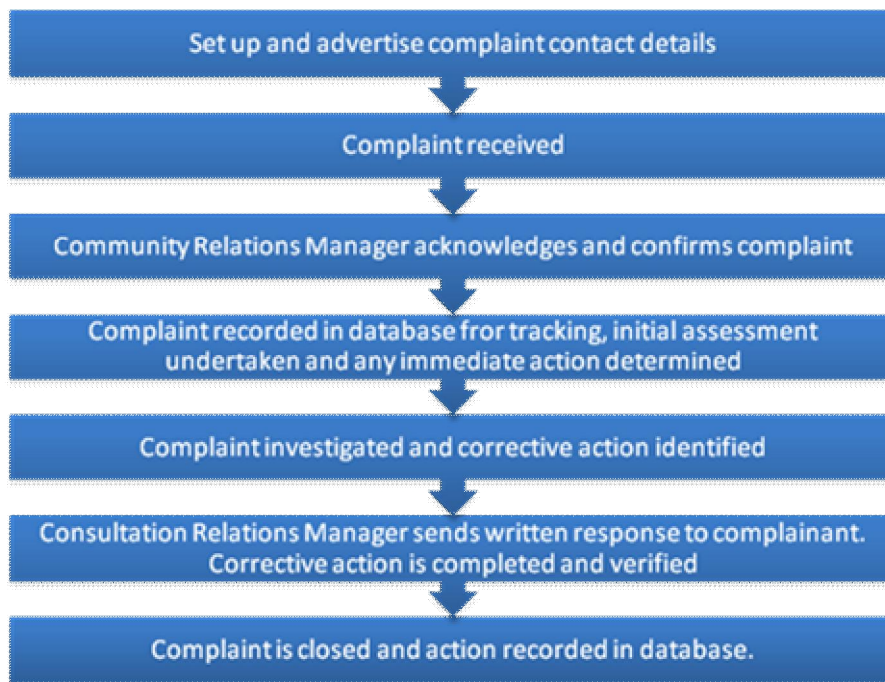 Set up and advertise complaint contact details
Complaint received
Community Relations Manager acknowledges and confirms complaint
Complaint recorded in database fror tracking, initial assessment
undertaken and any immediate action determined
Complaint investigated and corrective action identified
Consultation Relations Manager sends written response to complainant.
Corrective action is completed and verified
Complaint is closed and action recorded in database.